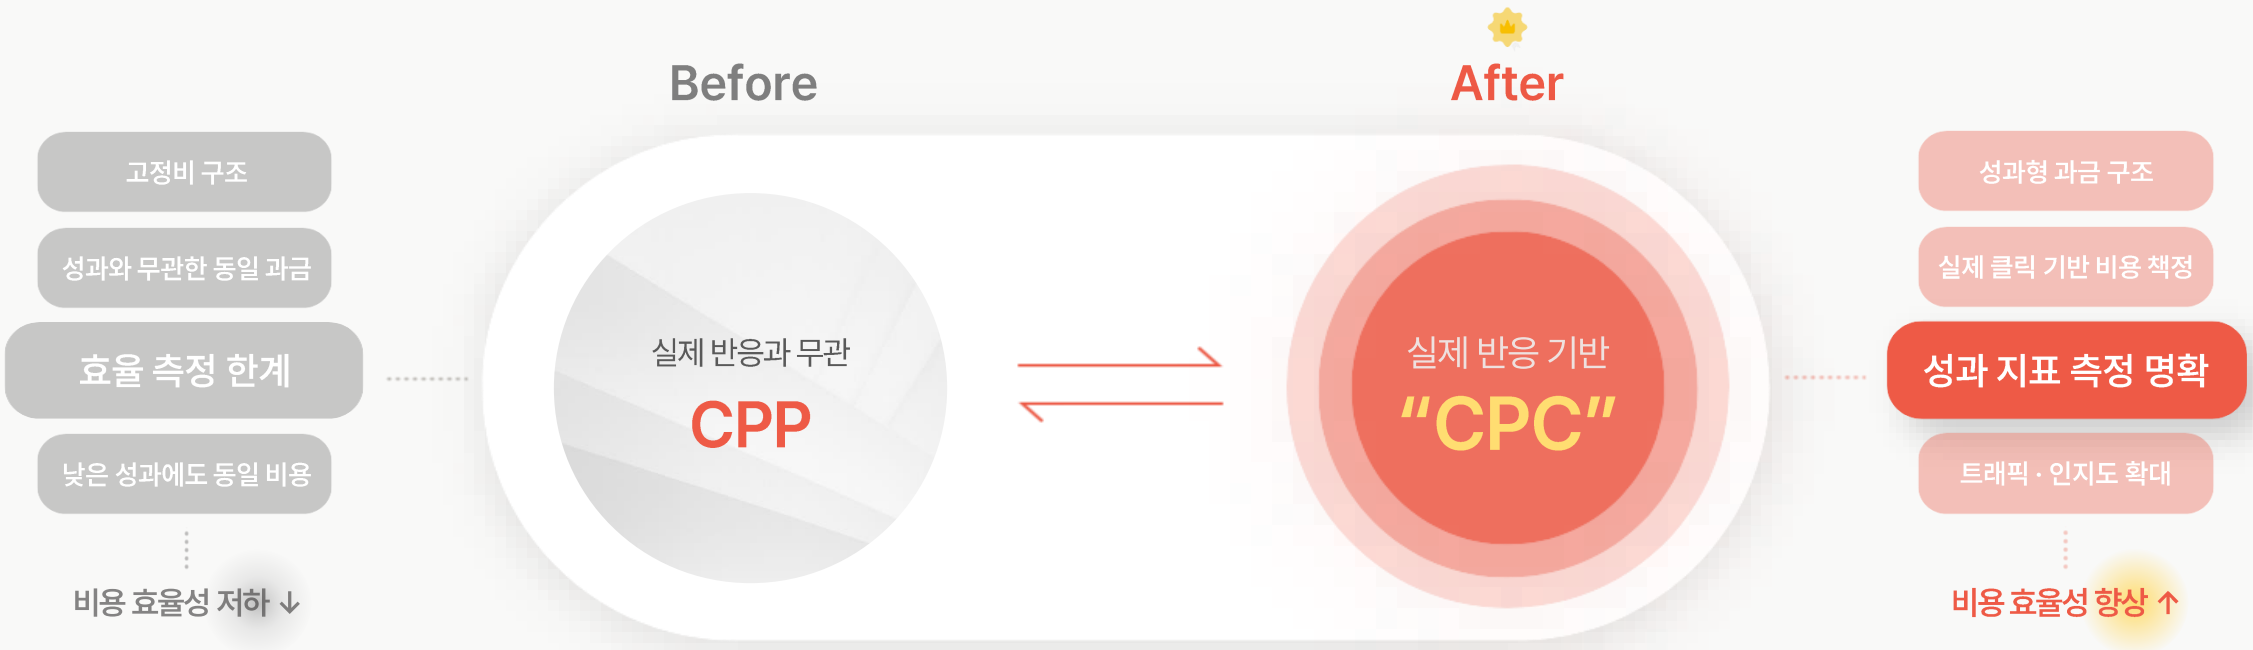 Before
After
고정비 구조
성과와 무관한 동일 과금
효율 측정 한계
낮은 성과에도 동일 비용
비용 효율성 저하 ↓
실제 반응과 무관
CPP
실제 반응 기반
“CPC”
성과형 과금 구조
실제 클릭 기반 비용 책정
성과 지표 측정 명확
트래픽 · 인지도 확대
비용 효율성 향상 ↑